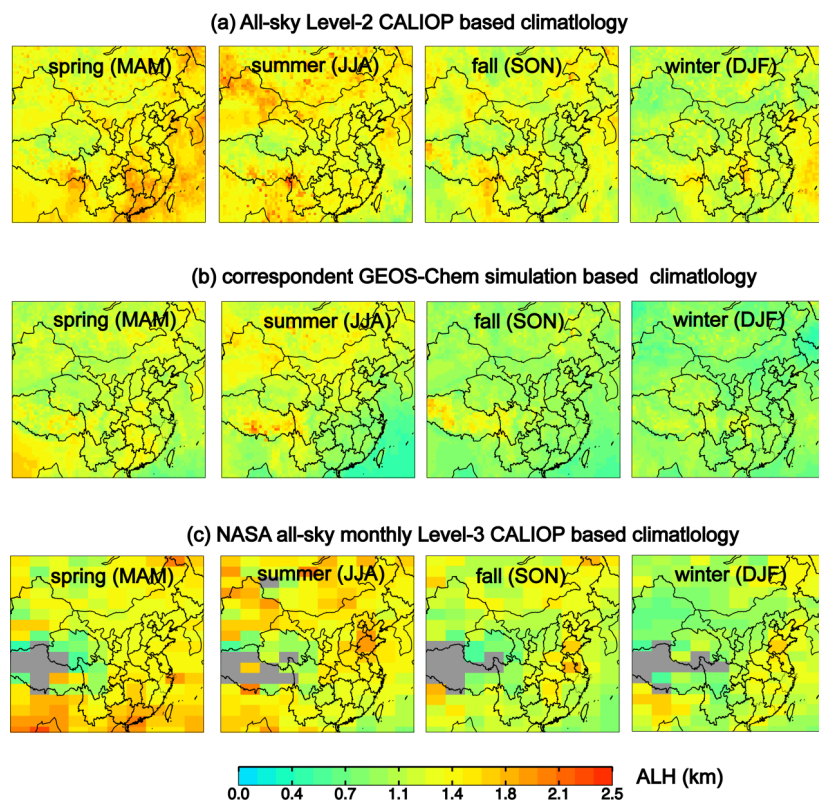 (a) All-sky Level-2 CALIOP based climatlology
spring (MAM) summer (JJA) fall (SON) winter (DJF)
(b) correspondent GEOS-Chem simulation based climatlology
spring (MAM) summer (JJA) fall (SON) winter (DJF)
(c) NASA all-sky monthly Level-3 CALIOP based climatlology
spring (MAM) summer (JJA) fall (SON) winter (DJF)
ALH (km)
0.0 0.4 0.7 1.1 1.4 1.8 2.1 2.5